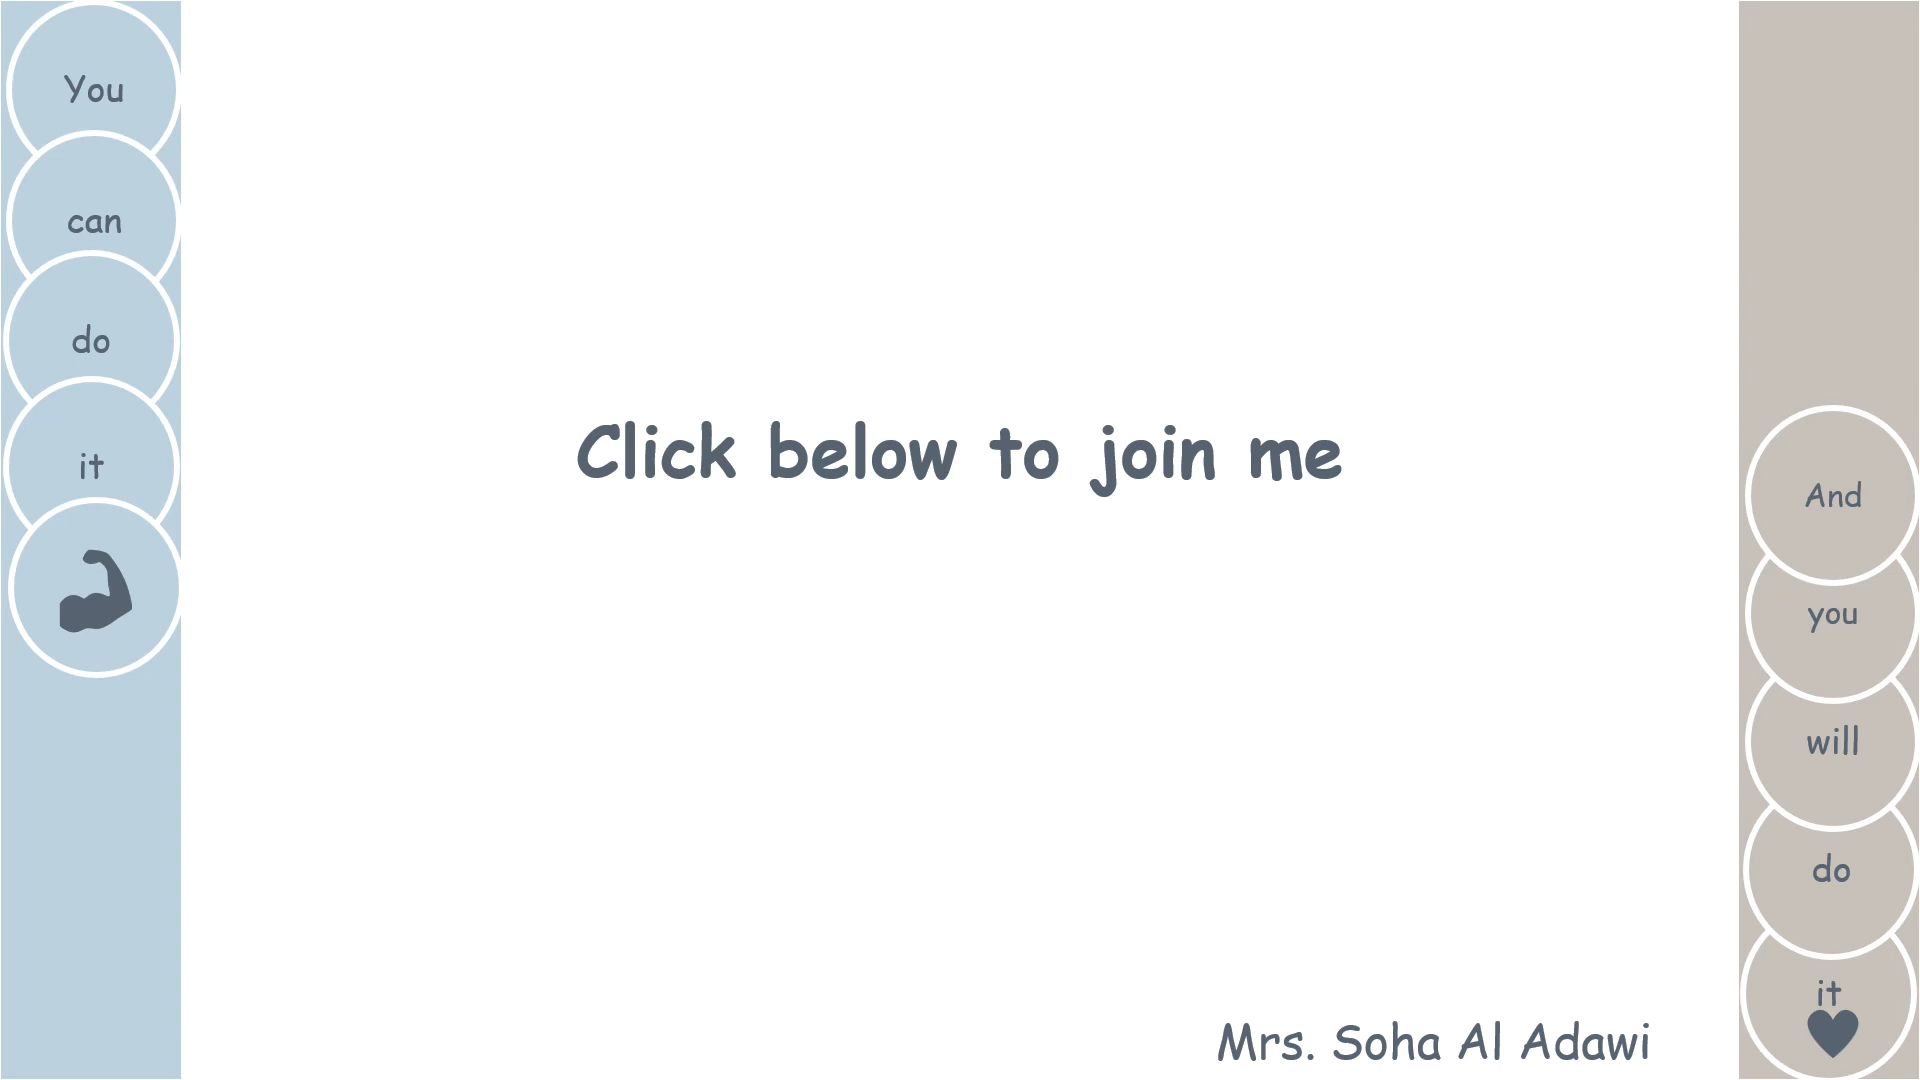 You
can
do
it
Click below to join me
And
you
will
do
it
Mrs. Soha Al Adawi